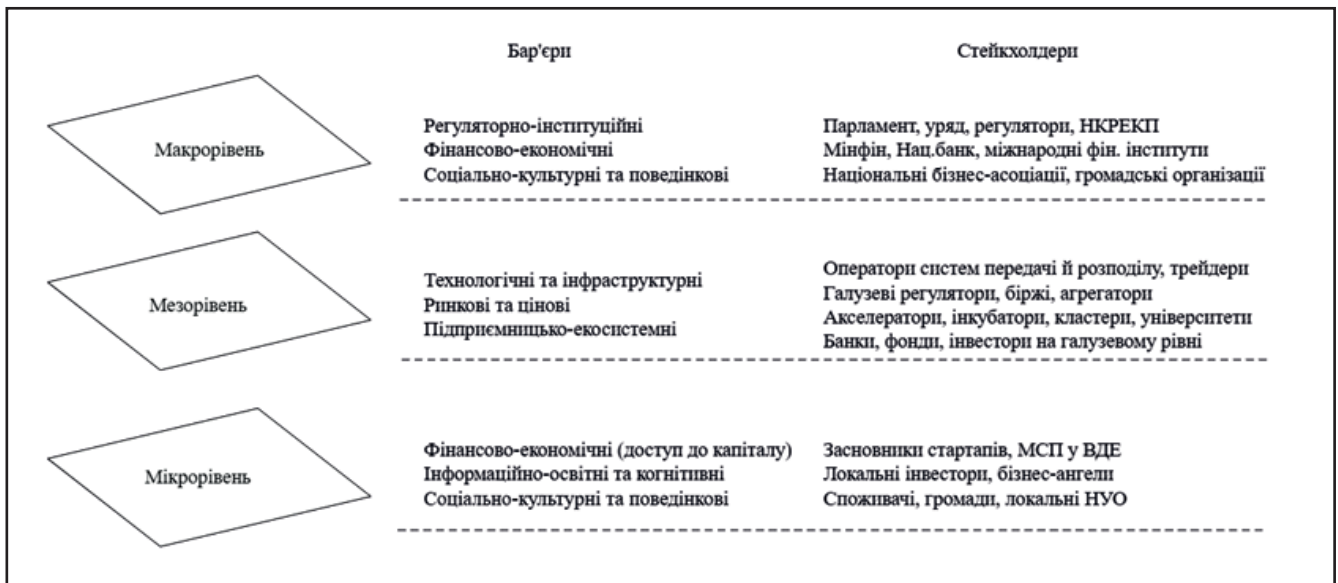 Бар'єри
Стейкхолдери
Макрорівень
Регуляторно-інституційні
Фінансово-економічні
Соціально-культурні та поведінкові
Парламент, уряд, регулятори, НКРЕКП
Мінфін, Нац.банк, міжнародні фін. інститути
Національні бізнес-асоціації, громадські організації
Мезорівень
Технологічні та інфраструктурні
Ринкові та цінові
Підприємницько-екосистемні
Оператори систем передачі й розподілу, трейдери
Галузеві регулятори, біржі, агрегатори
Акселератори, інкубатори, кластери, університети
Банки, фонди, інвестори на галузевому рівні
Мікрорівень
Фінансово-економічні (доступ до капіталу)
Інформаційно-освітні та когнітивні
Соціально-культурні та поведінкові
Засновники стартапів, МСП у ВДЕ
Локальні інвестори, бізнес-ангели
Споживачі, громади, локальні НУО